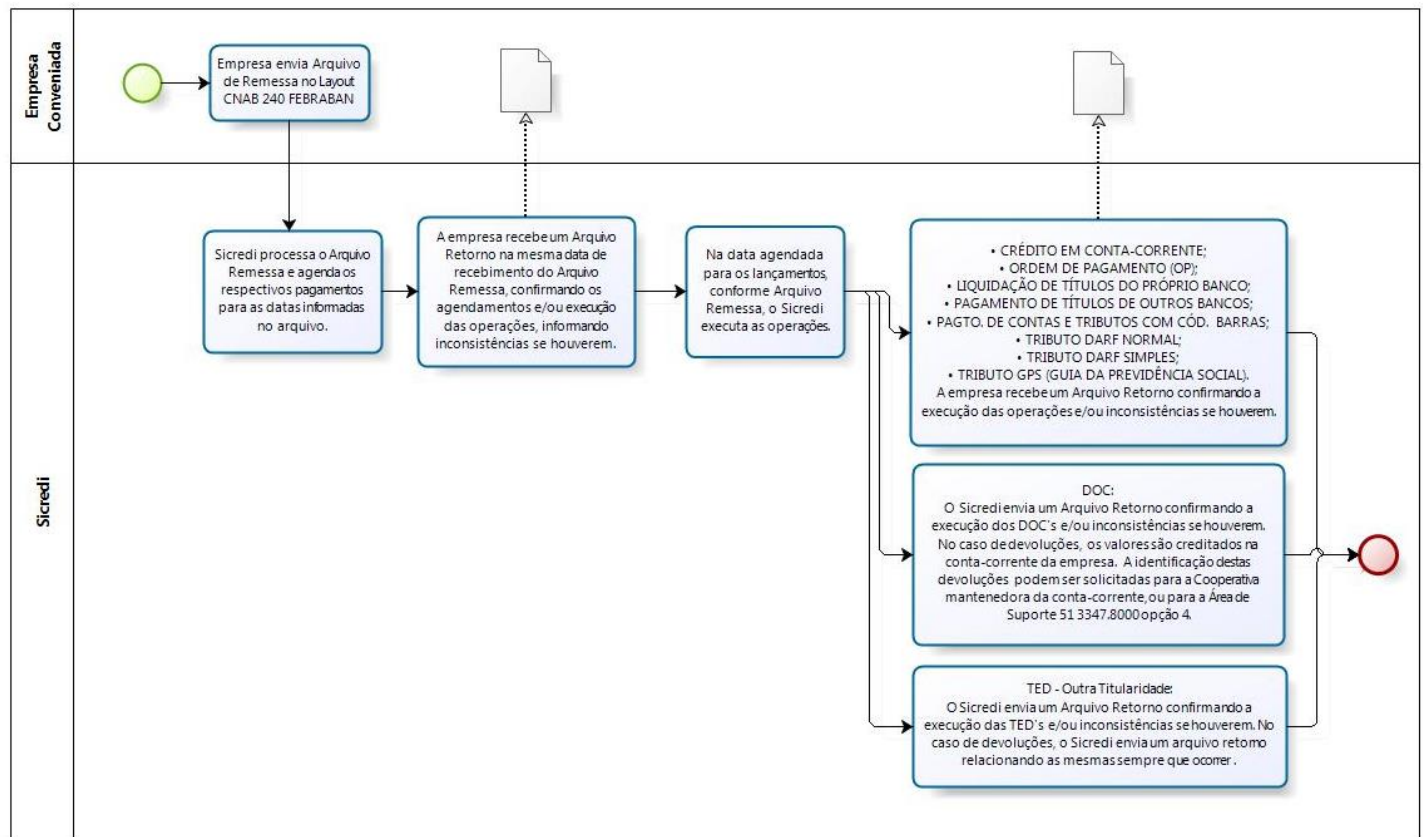 Empresa
Conveniada
Empresa envia Arquivo
de Remessa no Layout
CNAB 240 FEBRABAN
Sicredi
Sicredi processa o Arquivo
Remessa e agenda os
respectivos pagamentos
para as datas informadas
no arquivo.
A empresa recebe um Arquivo
Retorno na mesma data de
recebimento do Arquivo
Remessa, confirmando os
agendamentos e/ou execução
das operações, informando
inconsistências se houverem.
Na data agendada
para os lançamentos,
conforme Arquivo
Remessa, o Sicredi
executa as operações.
• CRÉDITO EM CONTA-CORRENTE;
• ORDEM DE PAGAMENTO (OP);
• LIQUIDAÇÃO DE TÍTULOS DO PRÓPRIO BANCO;
• PAGAMENTO DE TÍTULOS DE OUTROS BANCOS;
• PAGTO. DE CONTAS E TRIBUTOS COM CÓD. BARRAS;
• TRIBUTO DARF NORMAL;
• TRIBUTO DARF SIMPLES;
• TRIBUTO GPS (GUIA DA PREVIDÊNCIA SOCIAL).
A empresa recebe um Arquivo Retorno confirmando a
execução das operações e/ou inconsistências se houverem.
DOC:
O Sicredi envia um Arquivo Retorno confirmando a
execução dos DOC's e/ou inconsistências se houverem.
No caso de devoluções, os valores são creditados na
conta-corrente da empresa. A identificação destas
devoluções podem ser solicitadas para a Cooperativa
mantenedora da conta-corrente, ou para a Área de
Suporte 51 3347.8000 opção 4.
TED - Outra Titularidade:
O Sicredi envia um Arquivo Retorno confirmando a
execução das TED's e/ou inconsistências se houverem. No
caso de devoluções, o Sicredi envia um arquivo retorno
relacionando as mesmas sempre que ocorrer .